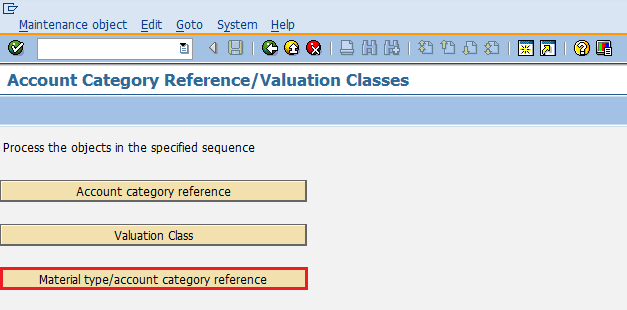 Maintenance object Edit Goto System Help
Account Category Reference/Valuation Classes
Process the objects in the specified sequence
Account category reference
Valuation Class
Material type/account category reference